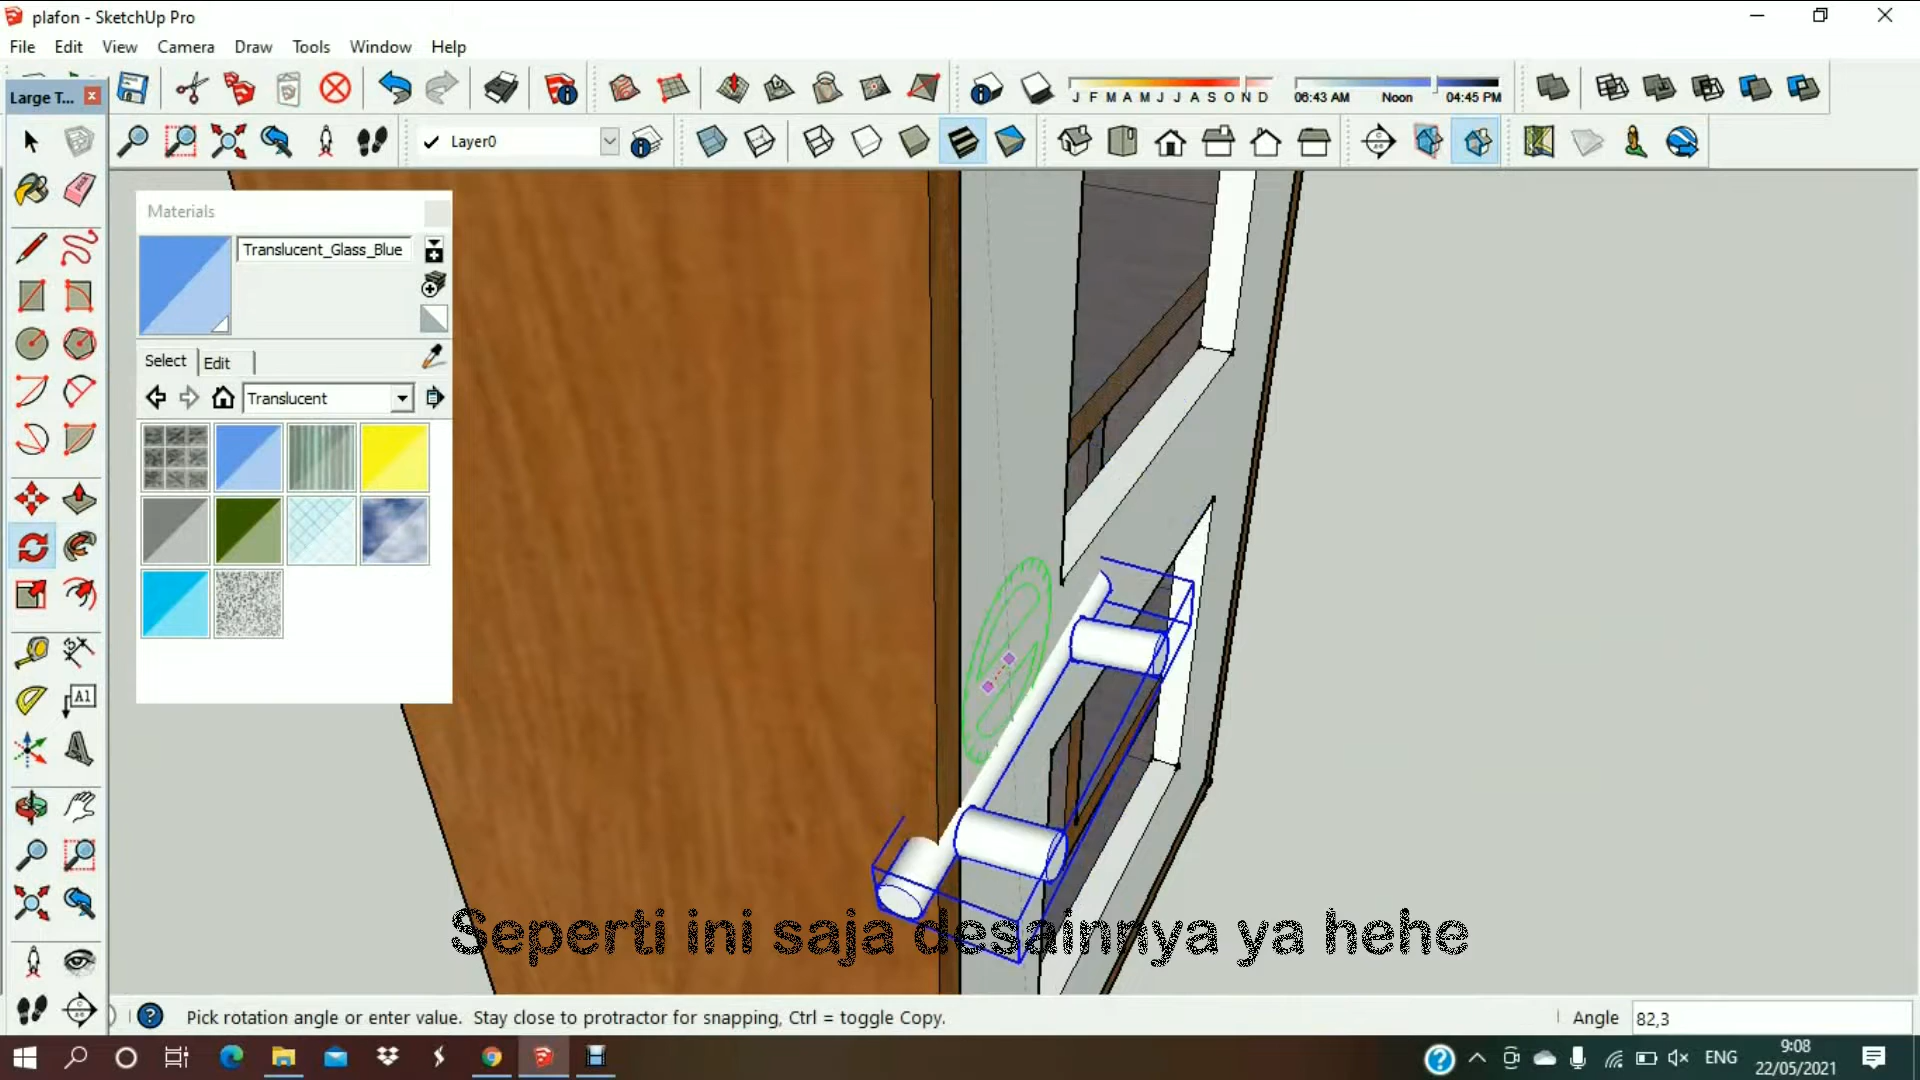 plafon - SketchUp Pro
File Edit View Camera Draw Tools Window Help
Large T...
J F M A M J J A S O N D
06:43 AM Noon 04:45 PM
Layer0
Materials
Translucent_Glass_Blue
Select Edit
Translucent
A1
Seperti ini saja desainnya ya hehe
Pick rotation angle or enter value. Stay close to protractor for snapping, Ctrl = toggle Copy.
Angle 82,3
ENG
9:08
22/05/2021